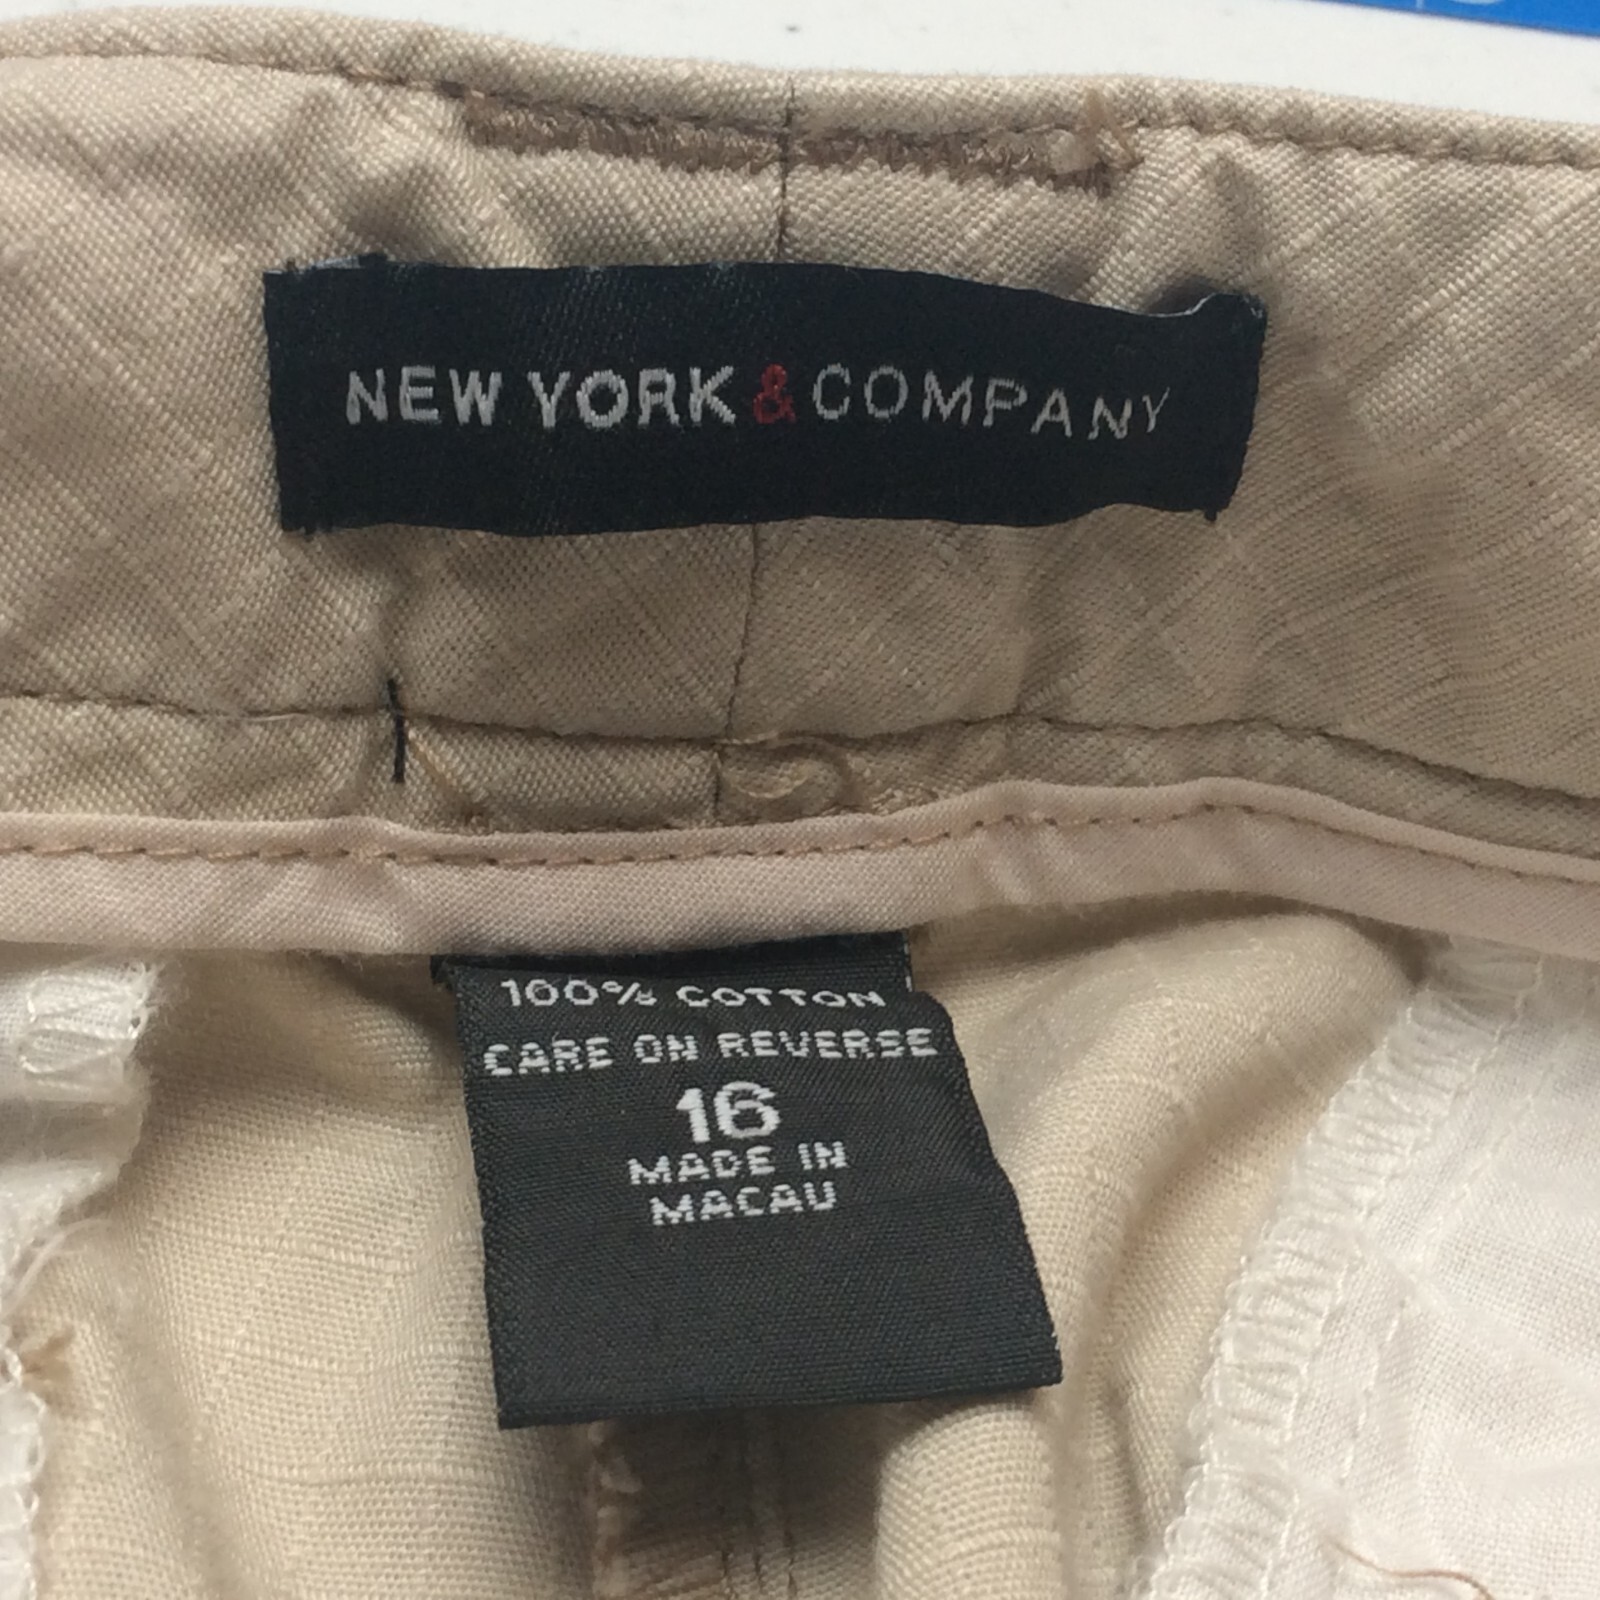 NEW YORK & COMPANY
100% COTTON
CARE ON REVERSE
16
MADE IN
MACAU